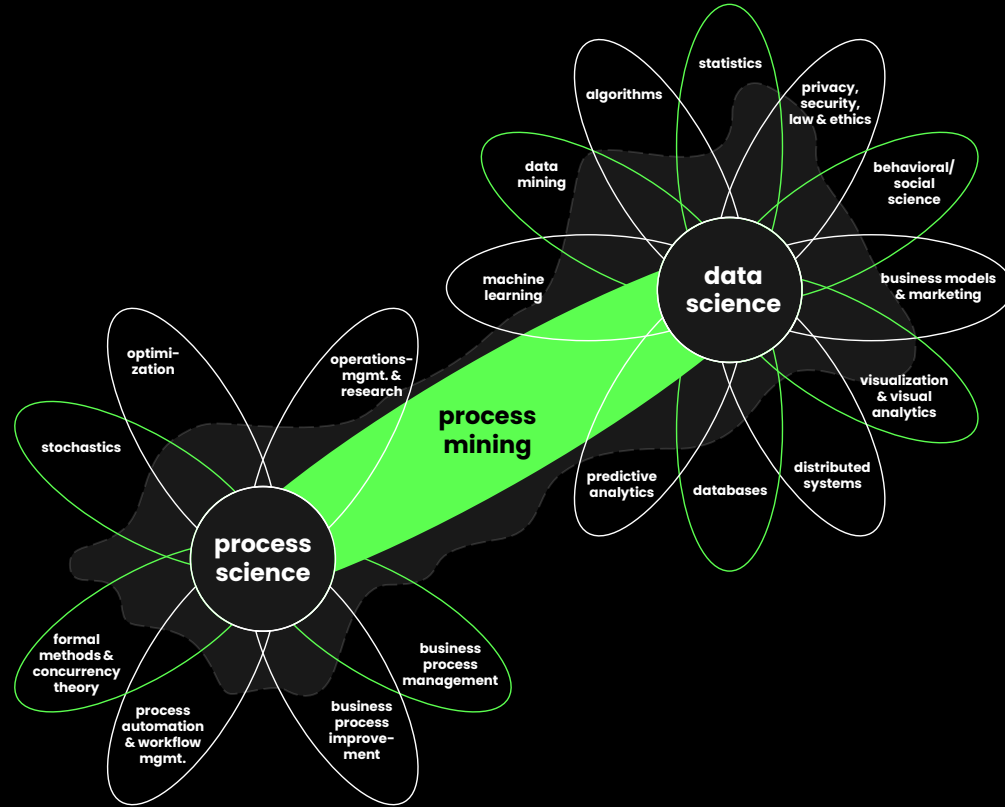 statistics
algorithms
privacy,
security,
law & ethics
data
mining
behavioral/
social
science
machine
learning
data
science
business models
& marketing
optimi-
zation
operations-
mgmt. &
research
visualization
& visual
analytics
process
mining
stochastics
predictive
analytics
databases
distributed
systems
process
science
formal
methods &
concurrency
theory
business
process
management
process
automation
& workflow
mgmt.
business
process
improve-
ment